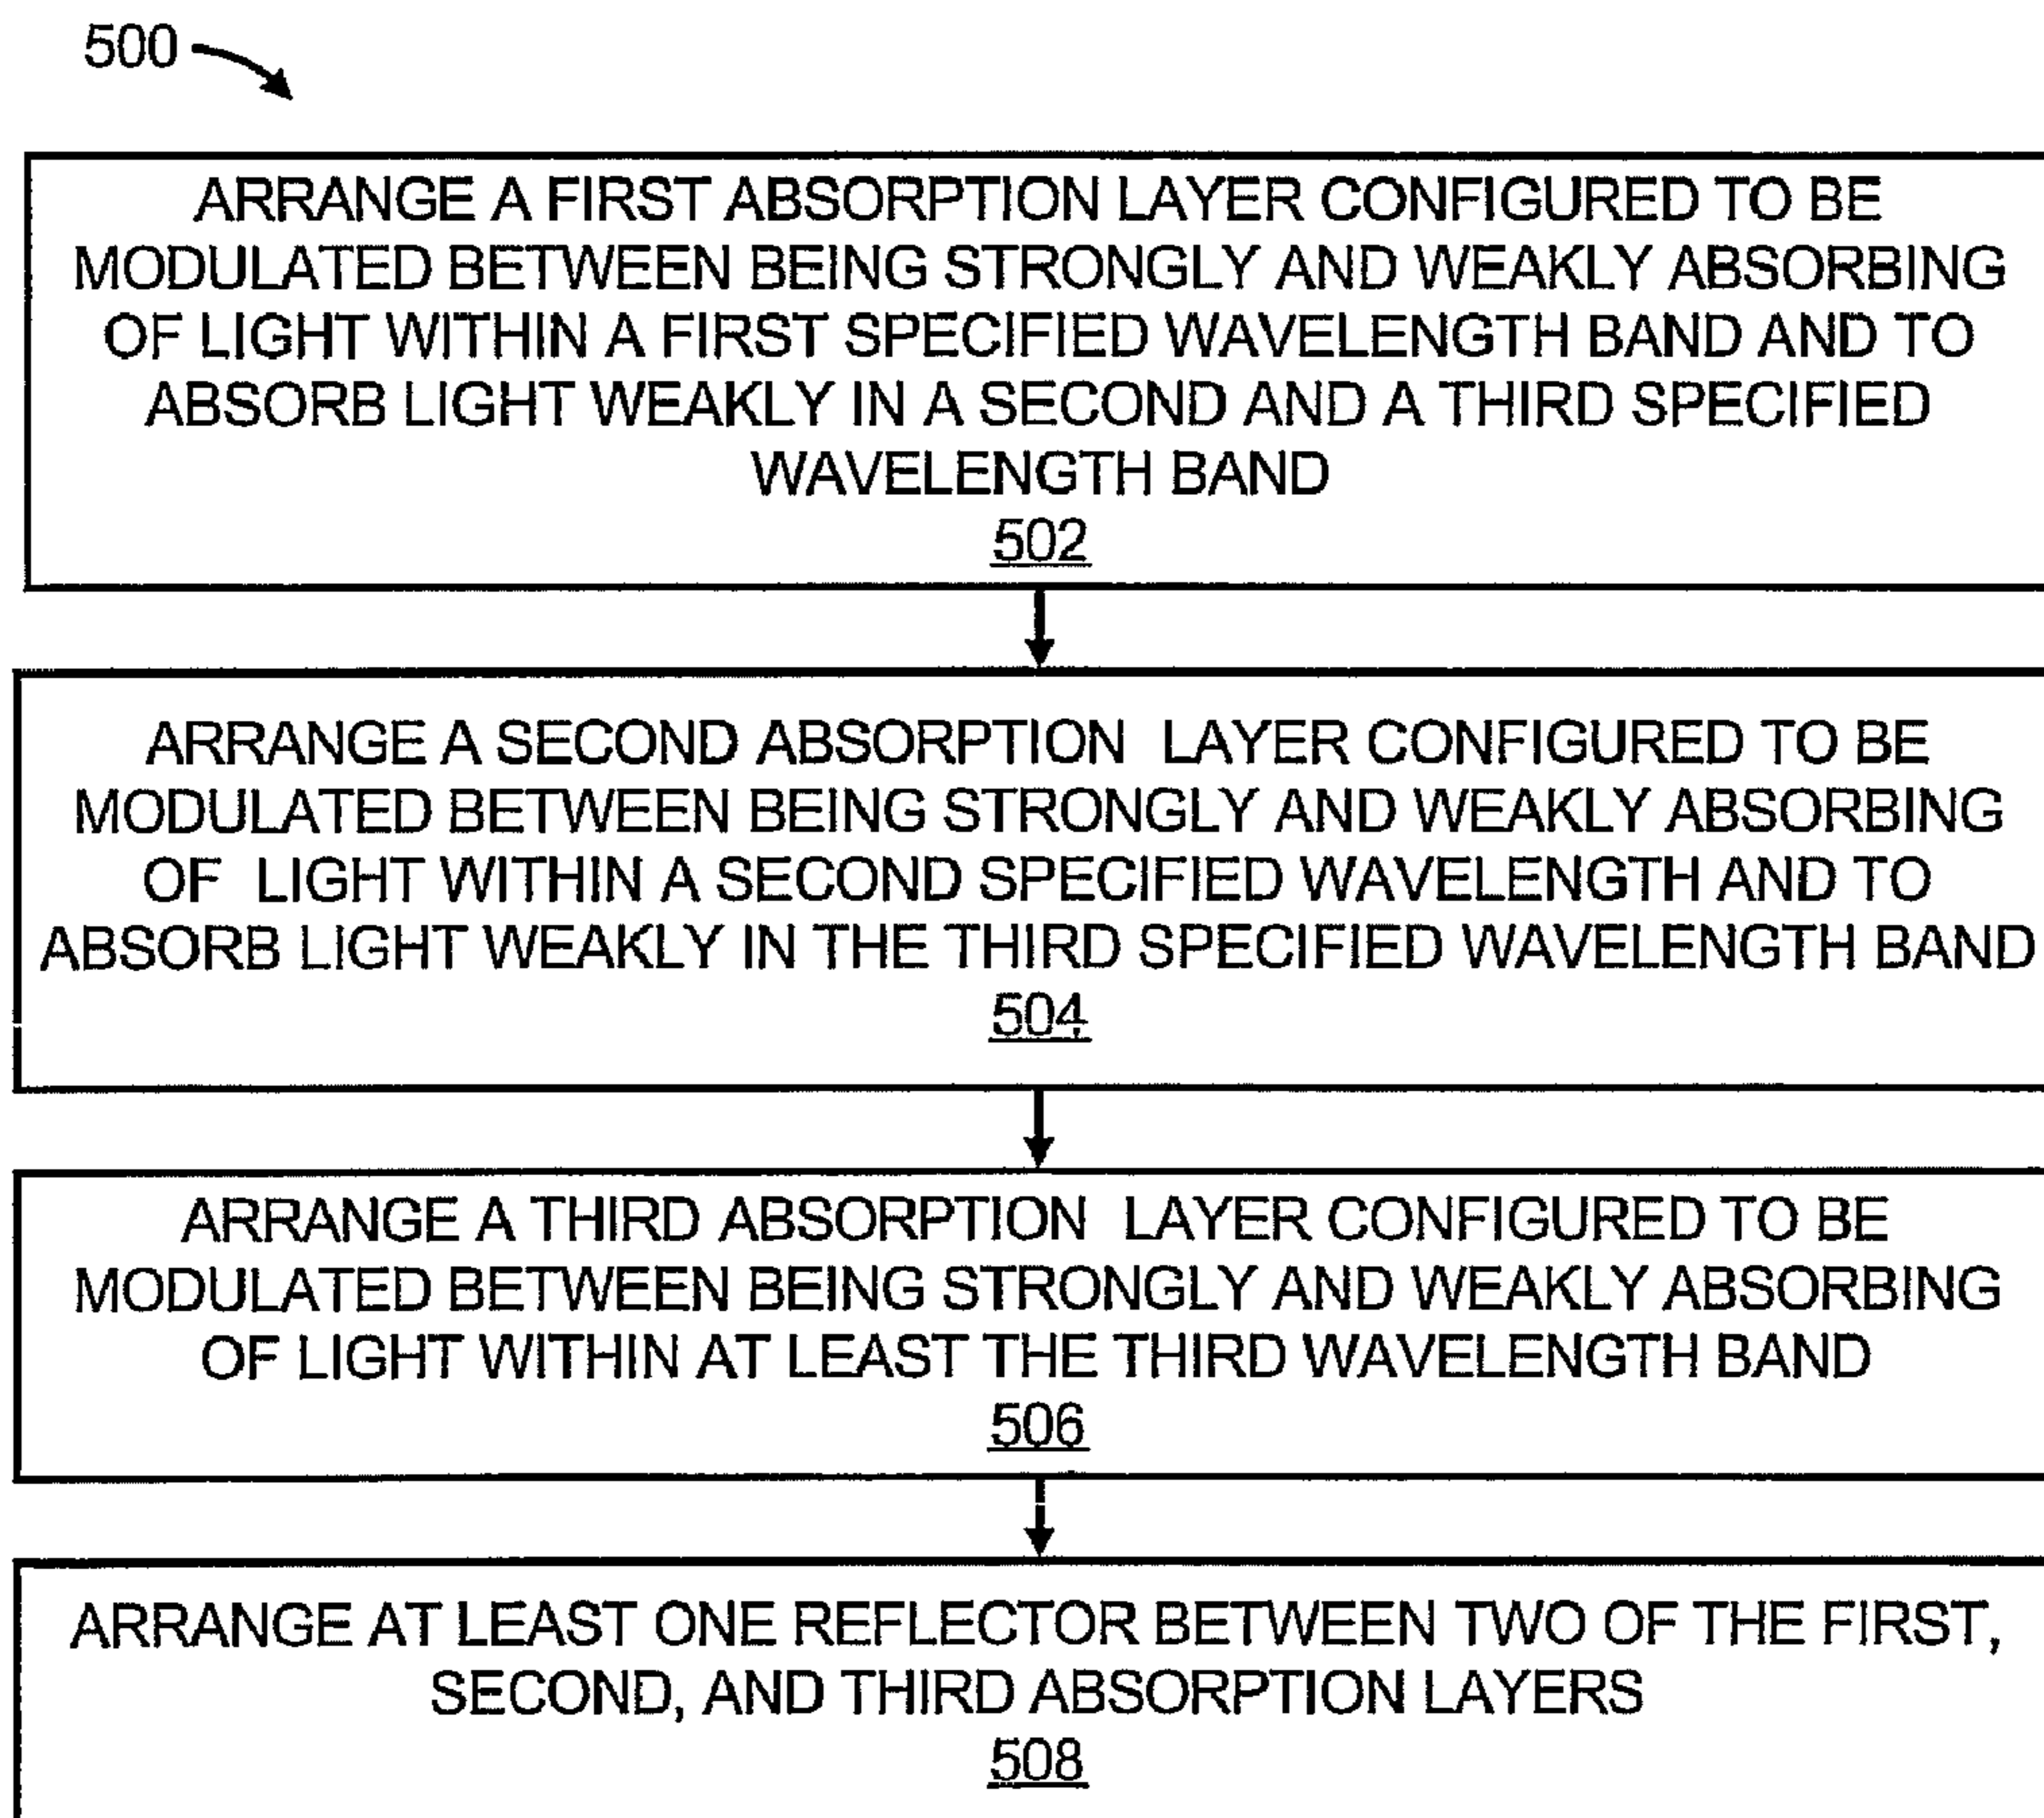 500
ARRANGE A FIRST ABSORPTION LAYER CONFIGURED TO BE
MODULATED BETWEEN BEING STRONGLY AND WEAKLY ABSORBING
OF LIGHT WITHIN A FIRST SPECIFIED WAVELENGTH BAND AND TO
ABSORB LIGHT WEAKLY IN A SECOND AND A THIRD SPECIFIED
WAVELENGTH BAND
502
ARRANGE A SECOND ABSORPTION LAYER CONFIGURED TO BE
MODULATED BETWEEN BEING STRONGLY AND WEAKLY ABSORBING
OF LIGHT WITHIN A SECOND SPECIFIED WAVELENGTH AND TO
ABSORB LIGHT WEAKLY IN THE THIRD SPECIFIED WAVELENGTH BAND
504
ARRANGE A THIRD ABSORPTION LAYER CONFIGURED TO BE
MODULATED BETWEEN BEING STRONGLY AND WEAKLY ABSORBING
OF LIGHT WITHIN AT LEAST THE THIRD WAVELENGTH BAND
506
ARRANGE AT LEAST ONE REFLECTOR BETWEEN TWO OF THE FIRST,
SECOND, AND THIRD ABSORPTION LAYERS
508